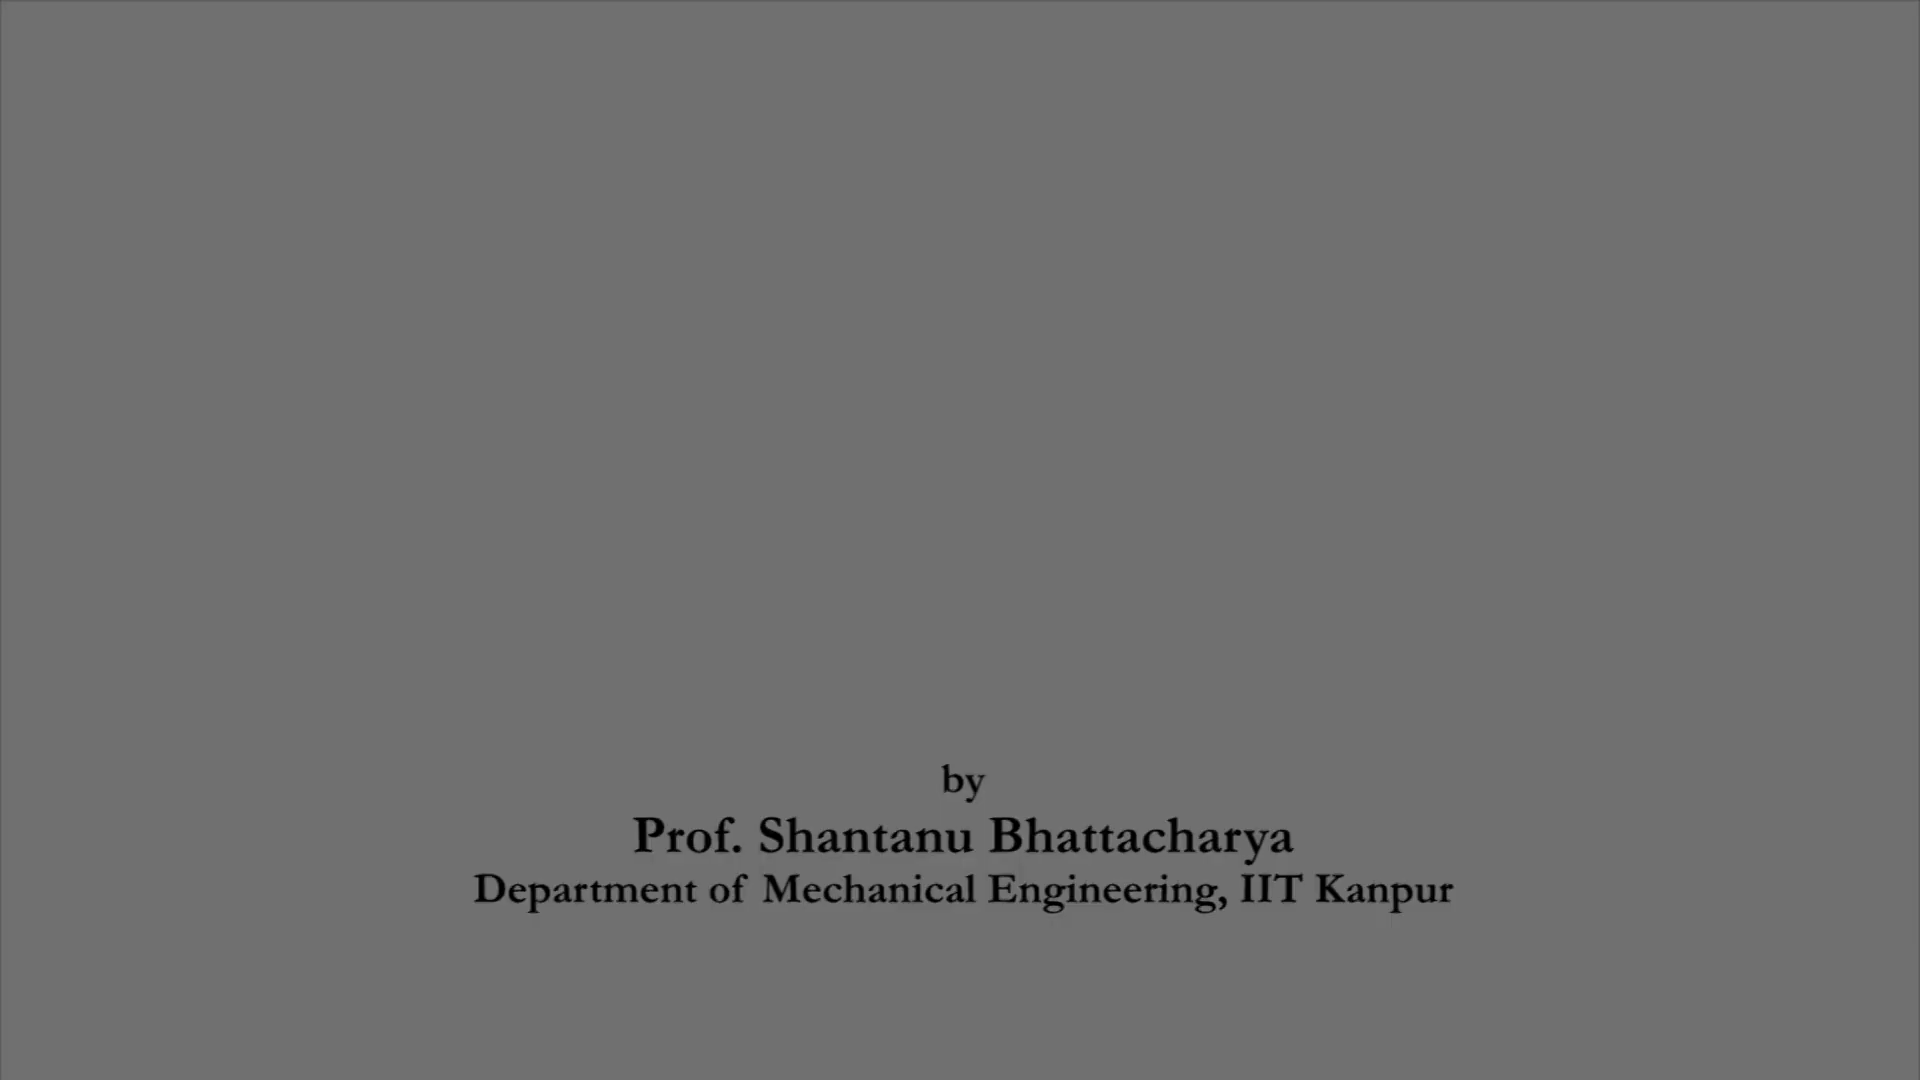 by
Prof. Shantanu Bhattacharya
Department of Mechanical Engineering, IIT Kanpur